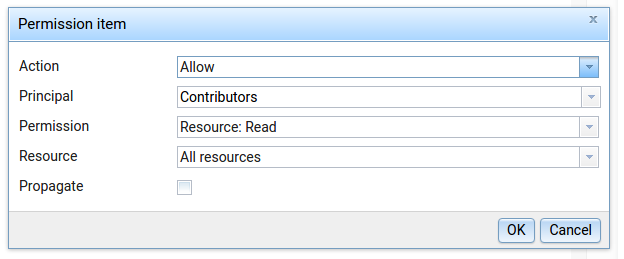 Permission item
x
Action Allow
Principal Contributors
Permission Resource: Read
Resource All resources
Propagate
OK Cancel